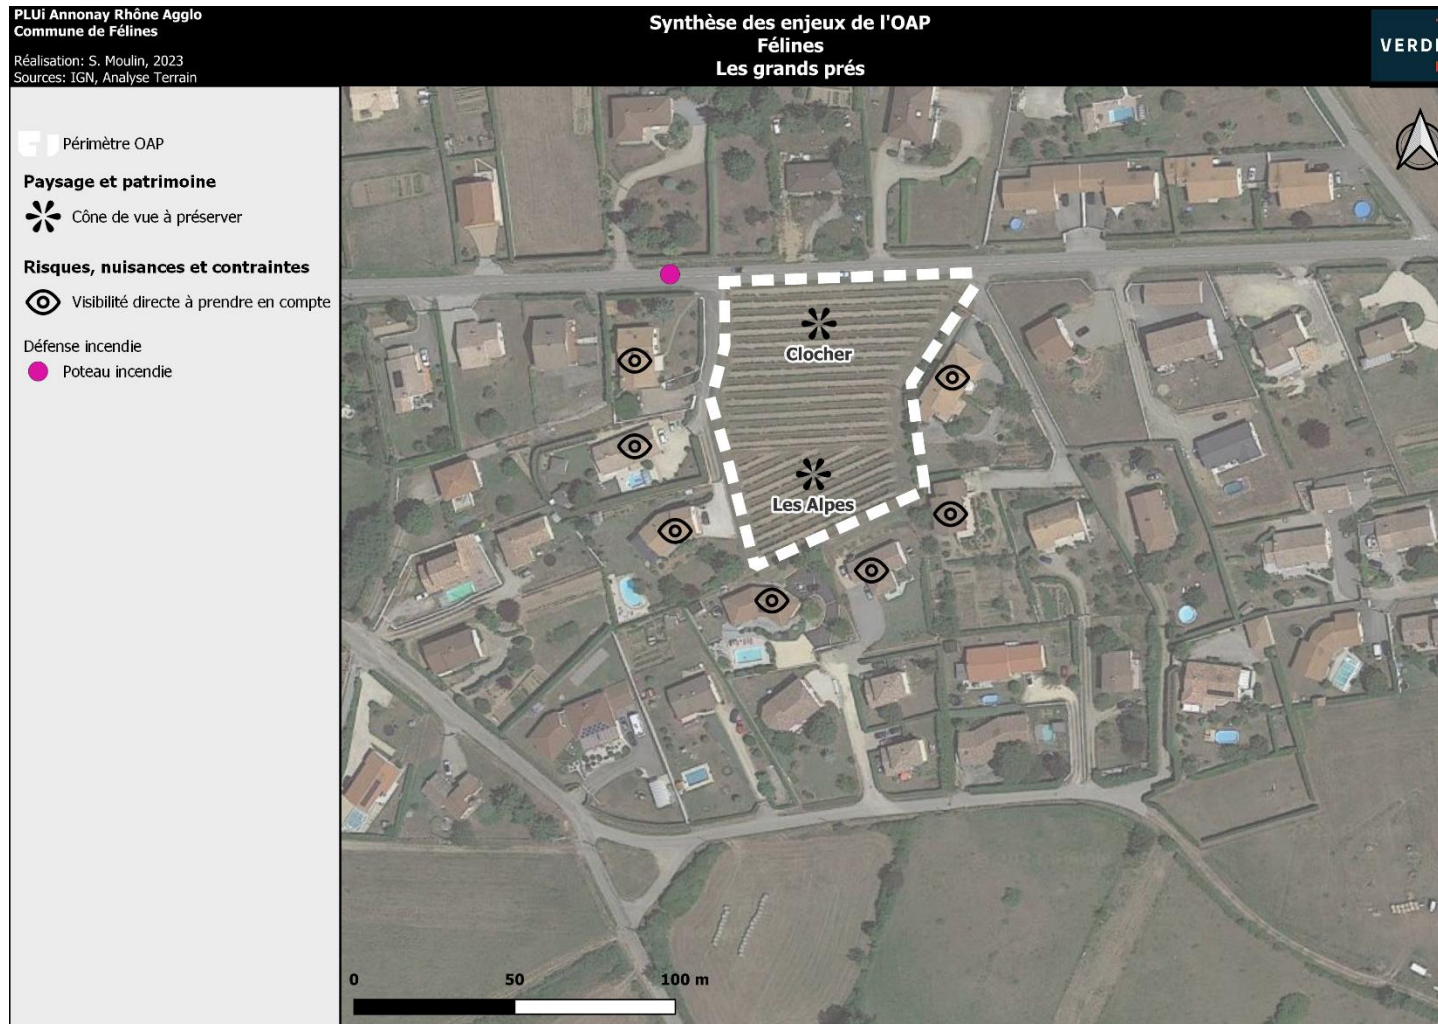 PLUi Annonay Rhône Agglo
Commune de Félines
Réalisation: S. Moulin, 2023
Sources: IGN, Analyse Terrain
Synthèse des enjeux de l'OAP
Félines
Les grands prés
Périmètre OAP
Paysage et patrimoine
Cône de vue à préserver
Risques, nuisances et contraintes
Visibilité directe à prendre en compte
Défense incendie
Poteau incendie
Clocher
Les Alpes
0 50 100 m